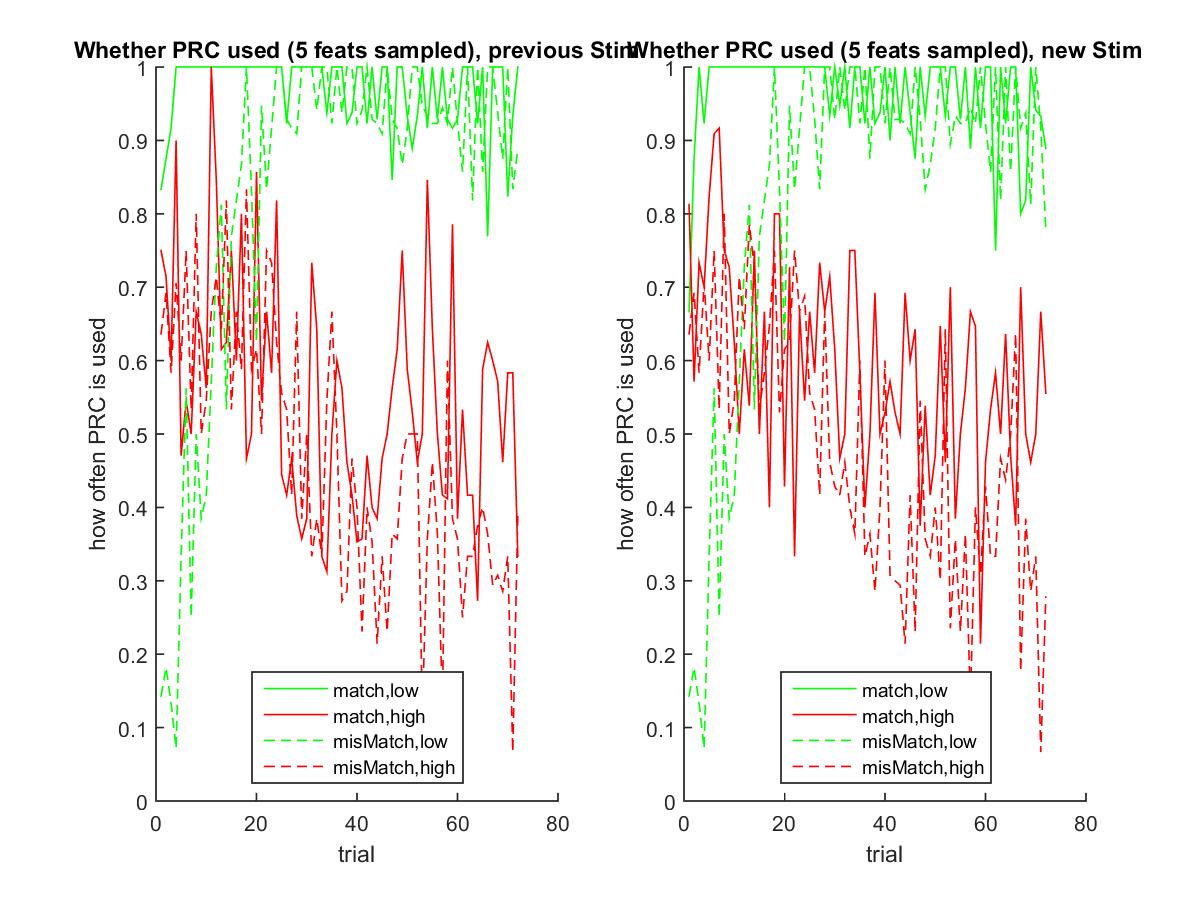 Whether PRC used (5 feats sampled), previous Stim
Whether PRC used (5 feats sampled), new Stim
how often PRC is used
1
0.9
0.8
0.7
0.6
0.5
0.4
0.3
0.2
0.1
0
0 20 40 60 80
trial
match,low
match,high
misMatch,low
misMatch,high
how often PRC is used
1
0.9
0.8
0.7
0.6
0.5
0.4
0.3
0.2
0.1
0
0 20 40 60 80
trial
match,low
match,high
misMatch,low
misMatch,high